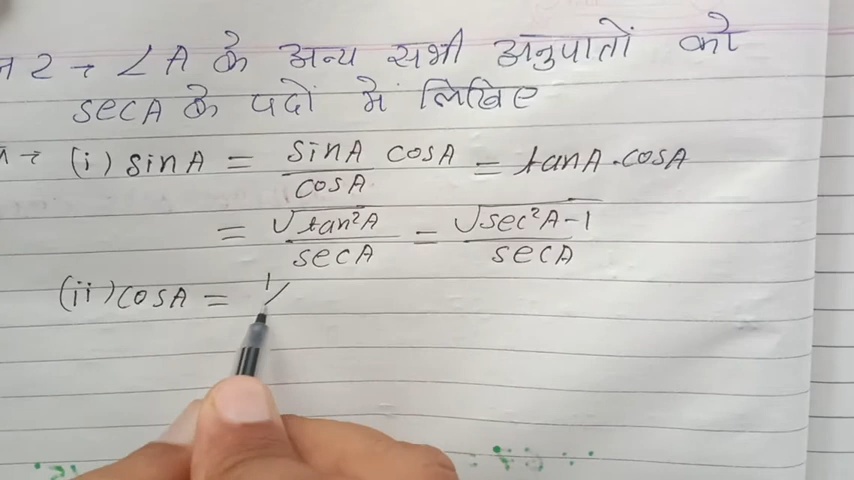 2 → ∠A के अन्य सभी अनुपातों को
secA के पदों में लिखिए
→ (i) sinA = sinA/cosA cosA = tanA·cosA
= √tan²A/secA = √sec²A-1/secA
(ii) cosA = 1/